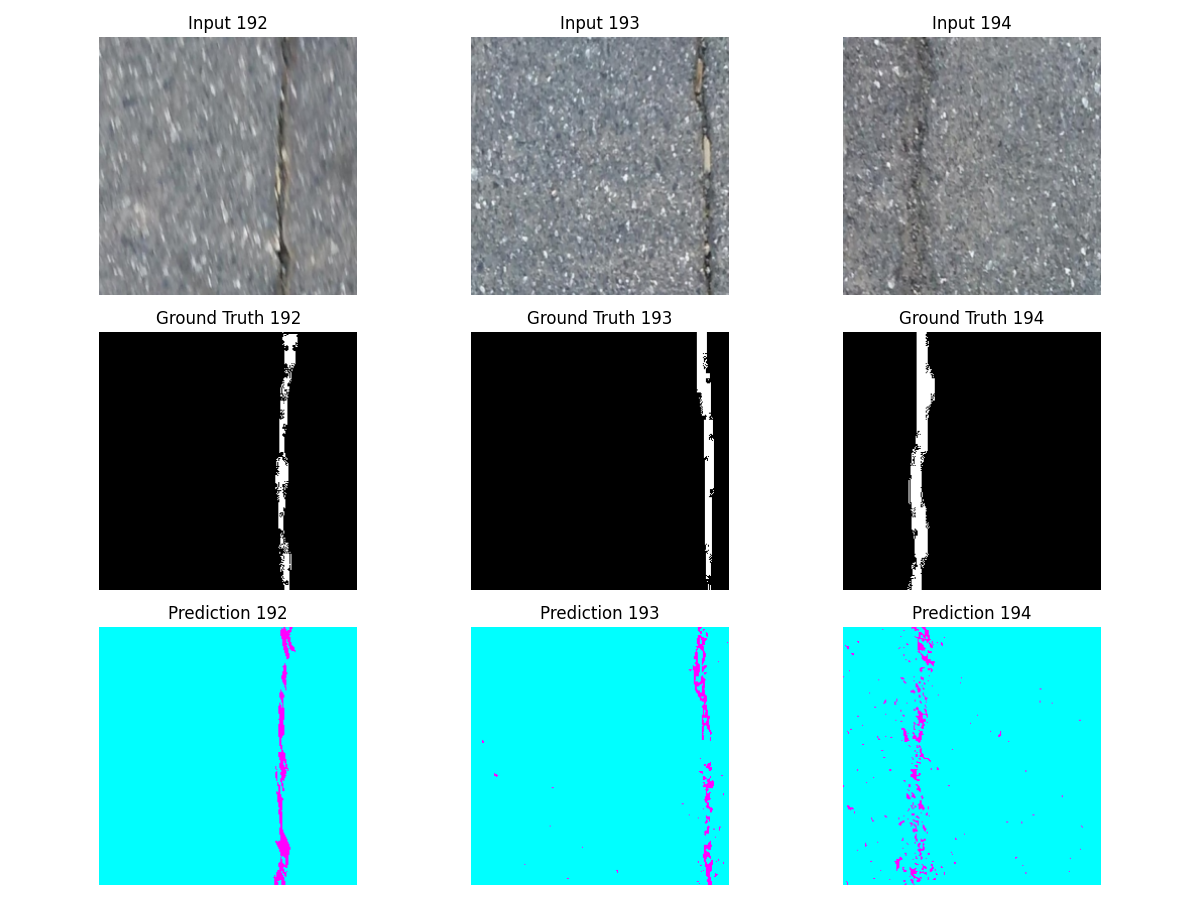 Input 192
Input 193
Input 194
Ground Truth 192
Ground Truth 193
Ground Truth 194
Prediction 192
Prediction 193
Prediction 194